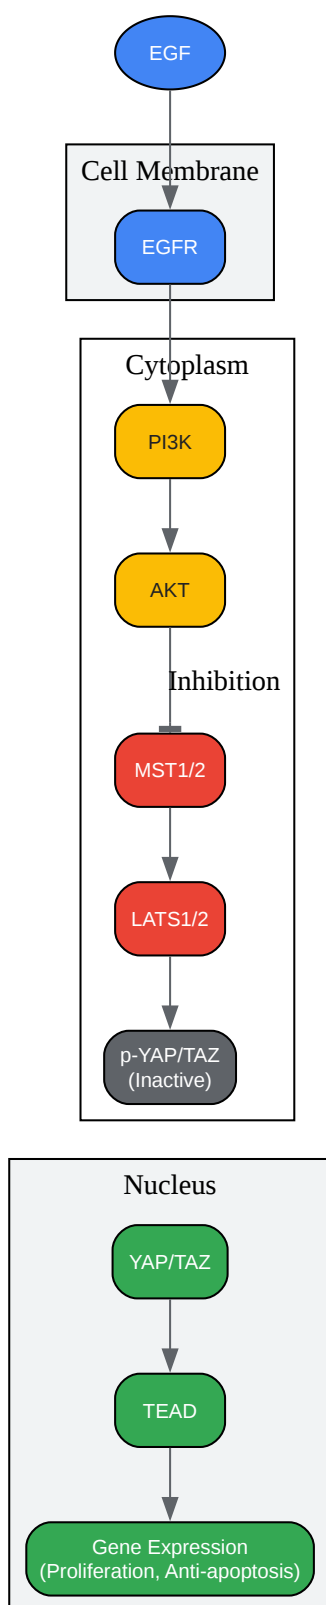 EGF
Cell Membrane
EGFR
Cytoplasm
PI3K
AKT
Inhibition
MST1/2
LATS1/2
p-YAP/TAZ
(Inactive)
Nucleus
YAP/TAZ
TEAD
Gene Expression
(Proliferation, Anti-apoptosis)